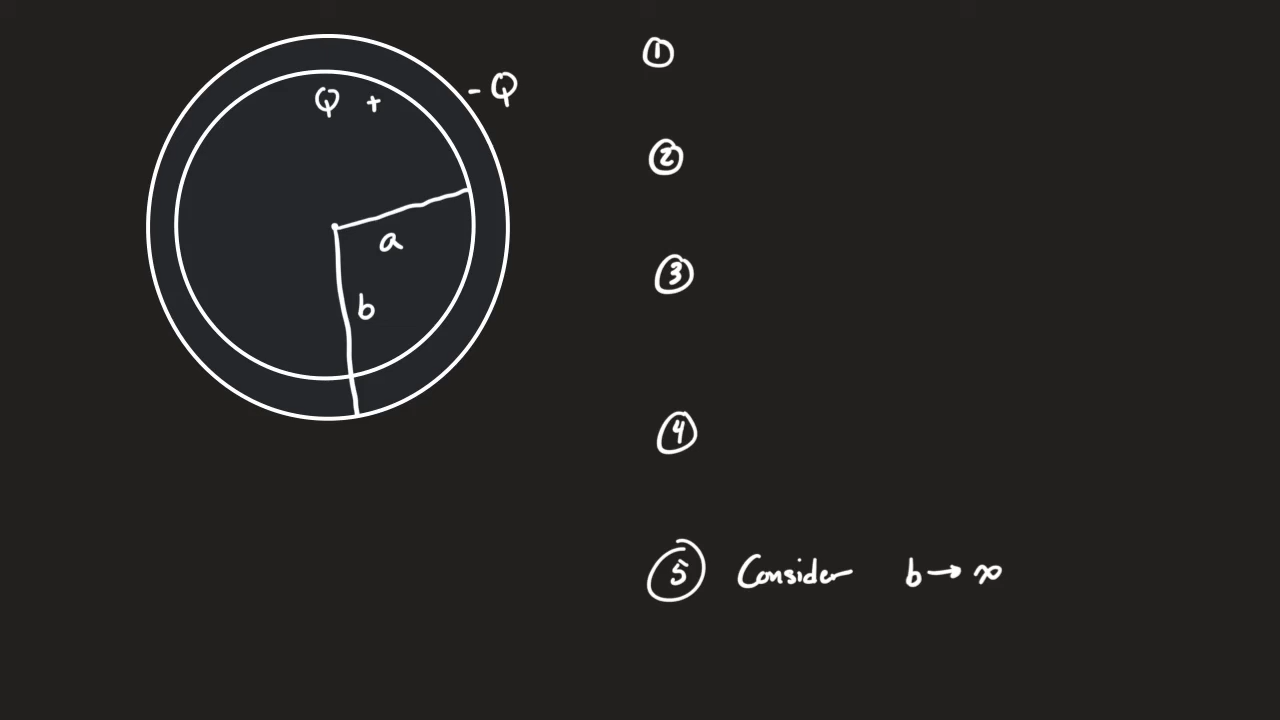 Q +
- Q
a
b
①
②
③
④
⑤ Consider b → ∞